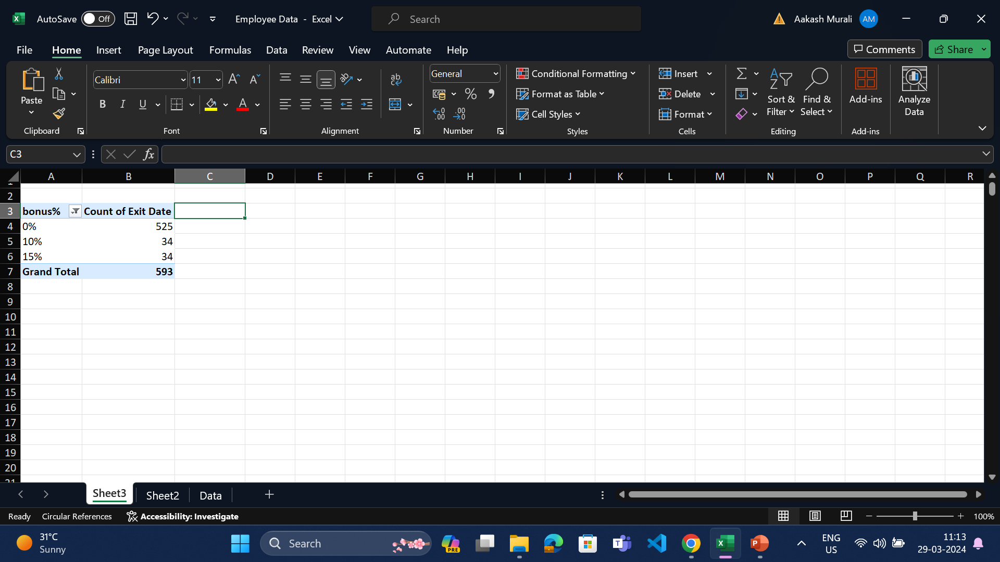 AutoSave Off Employee Data - Excel Search Aakash Murali AM
File Home Insert Page Layout Formulas Data Review View Automate Help Comments Share
Paste
Clipboard
Calibri 11
B I U A
Font
ab
Alignment
General
% ,
Number
Conditional Formatting
Format as Table
Cell Styles
Styles
Insert
Delete
Format
Cells
Sort &
Filter
Find &
Select
Editing
Add-ins
Add-ins
Analyze
Data
C3 fx
A B C D E F G H I J K L M N O P Q R
2
3 bonus% Count of Exit Date
4 0% 525
5 10% 34
6 15% 34
7 Grand Total 593
8
9
10
11
12
13
14
15
16
17
18
19
20
21
Sheet3 Sheet2 Data +
Ready Circular References Accessibility: Investigate 100%
31°C
Sunny
Search
PRE
ENG
US
11:13
29-03-2024